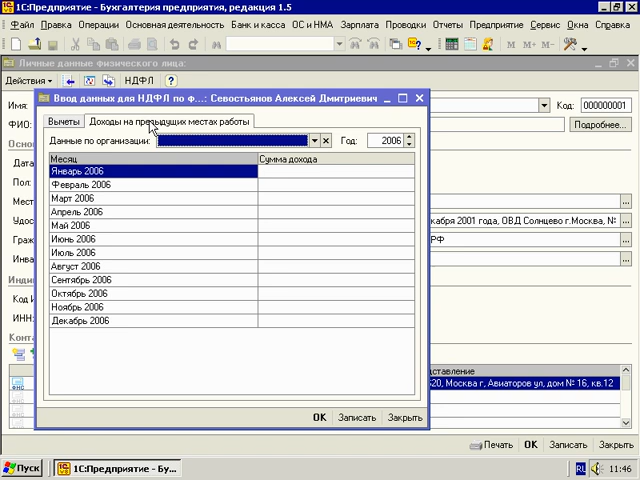 1С:Предприятие - Бухгалтерия предприятия, редакция 1.5
Файл Правка Операции Основная деятельность Банк и касса ОС и НМА Зарплата Проводки Отчеты Предприятие Сервис Окна Справка
M M+ M-
Личные данные физического лица:
Действия НДФЛ ?
Имя: Код: 000000001
ФИО: Подробнее...
Ввод данных для НДФЛ по ф...: Севостьянов Алексей Дмитриевич
Вычеты Доходы на предыдущих местах работы
Данные по организации: Год: 2006
Месяц Сумма дохода
Январь 2006
Февраль 2006
Март 2006
Апрель 2006
Май 2006
Июнь 2006
Июль 2006
Август 2006
Сентябрь 2006
Октябрь 2006
Ноябрь 2006
Декабрь 2006
OK Записать Закрыть
Дата
Пол:
Мест
Удос кабря 2001 года, ОВД Солнцево г.Москва, №
Граж РФ
Инва
Код И
ИНН:
Конта
тавление
620, Москва г, Авиаторов ул, дом № 16, кв.12
Печать OK Записать Закрыть
Пуск 1С:Предприятие - Бу... RU 11:46